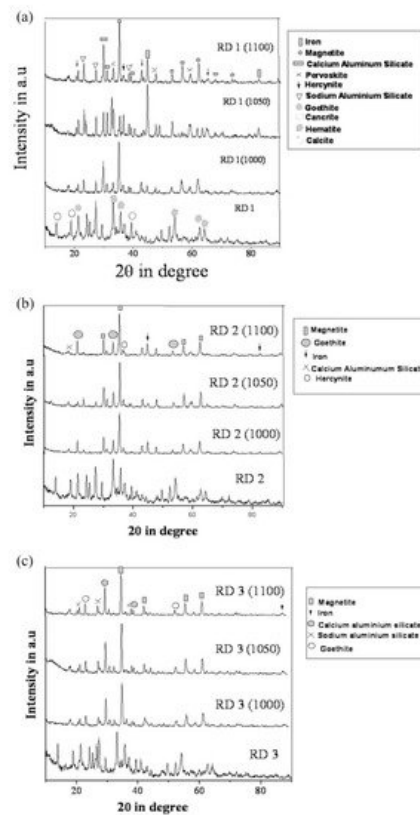 (a)
Intensity in a.u
RD 1 (1100)
RD 1 (1050)
RD 1(1000)
RD 1
20 40 60 80
2θ in degree
Iron
Magnetite
Calcium Aluminum Silicate
Pervoskite
Hercynite
Sodium Aluminium Silicate
Goethite
Cancrite
Hematite
Calcite
(b)
Intensity in a.u
RD 2 (1100)
RD 2 (1050)
RD 2 (1000)
RD 2
20 40 60 80
2θ in degree
Magnetite
Goethite
Iron
Calcium Aluminumum Silicate
Hercynite
(c)
Intensity in a.u
RD 3 (1100)
RD 3 (1050)
RD 3 (1000)
RD 3
20 40 60 80
2θ in degree
Magnetite
Iron
Calcium aluminium silicate
Sodium aluminium silicate
Goethite